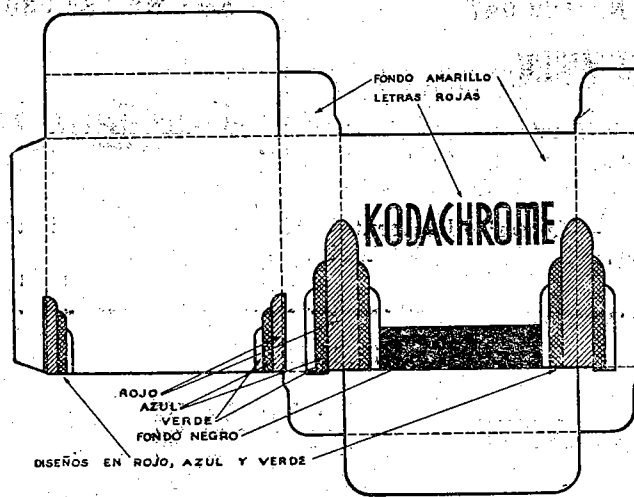 FONDO AMARILLO
LETRAS ROJAS
KODACHROME
ROJO
AZUL
VERDE
FONDO NEGRO
DISEÑOS EN ROJO, AZUL Y VERDE